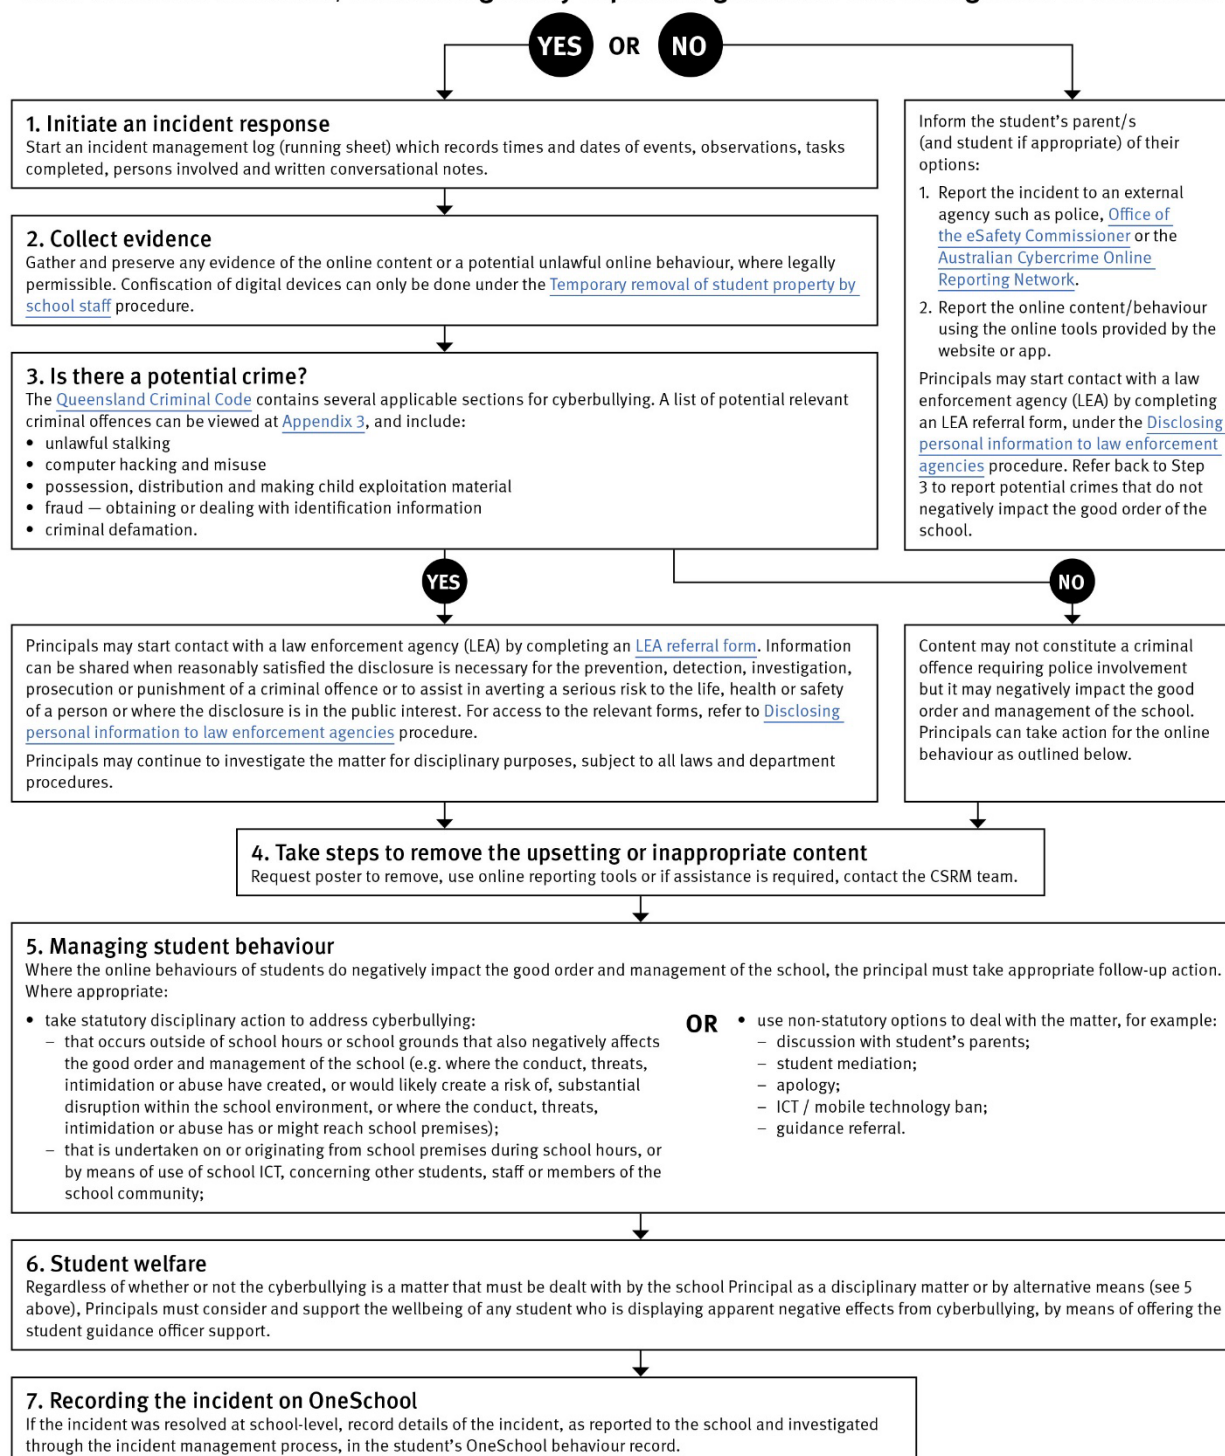 YES OR NO
1. Initiate an incident response
Start an incident management log (running sheet) which records times and dates of events, observations, tasks
completed, persons involved and written conversational notes.
2. Collect evidence
Gather and preserve any evidence of the online content or a potential unlawful online behaviour, where legally
permissible. Confiscation of digital devices can only be done under the Temporary removal of student property by
school staff procedure.
3. Is there a potential crime?
The Queensland Criminal Code contains several applicable sections for cyberbullying. A list of potential relevant
criminal offences can be viewed at Appendix 3, and include:
• unlawful stalking
• computer hacking and misuse
• possession, distribution and making child exploitation material
• fraud — obtaining or dealing with identification information
• criminal defamation.
Inform the student's parent/s
(and student if appropriate) of their
options:
1. Report the incident to an external
agency such as police, Office of
the eSafety Commissioner or the
Australian Cybercrime Online
Reporting Network.
2. Report the online content/behaviour
using the online tools provided by the
website or app.
Principals may start contact with a law
enforcement agency (LEA) by completing
an LEA referral form, under the Disclosing
personal information to law enforcement
agencies procedure. Refer back to Step
3 to report potential crimes that do not
negatively impact the good order of the
school.
YES
NO
Principals may start contact with a law enforcement agency (LEA) by completing an LEA referral form. Information
can be shared when reasonably satisfied the disclosure is necessary for the prevention, detection, investigation,
prosecution or punishment of a criminal offence or to assist in averting a serious risk to the life, health or safety
of a person or where the disclosure is in the public interest. For access to the relevant forms, refer to Disclosing
personal information to law enforcement agencies procedure.
Principals may continue to investigate the matter for disciplinary purposes, subject to all laws and department
procedures.
Content may not constitute a criminal
offence requiring police involvement
but it may negatively impact the good
order and management of the school.
Principals can take action for the online
behaviour as outlined below.
4. Take steps to remove the upsetting or inappropriate content
Request poster to remove, use online reporting tools or if assistance is required, contact the CSRM team.
5. Managing student behaviour
Where the online behaviours of students do negatively impact the good order and management of the school, the principal must take appropriate follow-up action.
Where appropriate:
• take statutory disciplinary action to address cyberbullying:
– that occurs outside of school hours or school grounds that also negatively affects
the good order and management of the school (e.g. where the conduct, threats,
intimidation or abuse have created, or would likely create a risk of, substantial
disruption within the school environment, or where the conduct, threats,
intimidation or abuse has or might reach school premises);
– that is undertaken on or originating from school premises during school hours, or
by means of use of school ICT, concerning other students, staff or members of the
school community;
OR
• use non-statutory options to deal with the matter, for example:
– discussion with student's parents;
– student mediation;
– apology;
– ICT / mobile technology ban;
– guidance referral.
6. Student welfare
Regardless of whether or not the cyberbullying is a matter that must be dealt with by the school Principal as a disciplinary matter or by alternative means (see 5
above), Principals must consider and support the wellbeing of any student who is displaying apparent negative effects from cyberbullying, by means of offering the
student guidance officer support.
7. Recording the incident on OneSchool
If the incident was resolved at school-level, record details of the incident, as reported to the school and investigated
through the incident management process, in the student's OneSchool behaviour record.